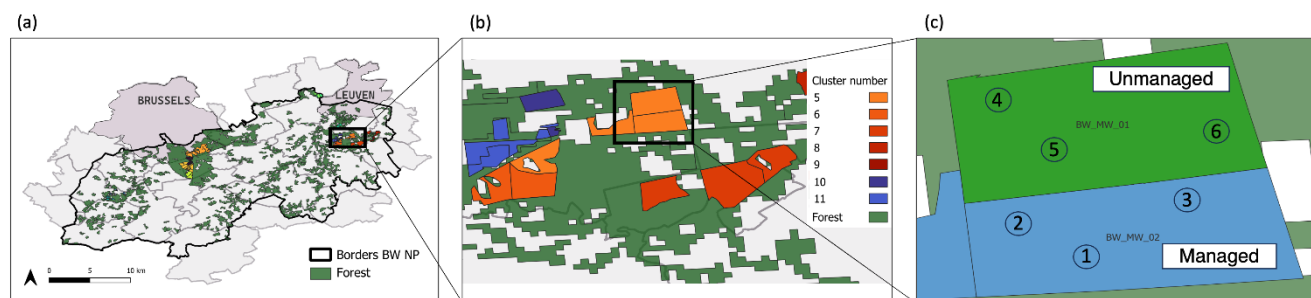 (a)
(b)
(c)
BRUSSELS
LEUVEN
Borders BW NP
Forest
0 5 10 km
Cluster number
5
6
7
8
9
10
11
Forest
Unmanaged
4
BW_MW_01
6
5
3
2
BW_MW_02
1
Managed